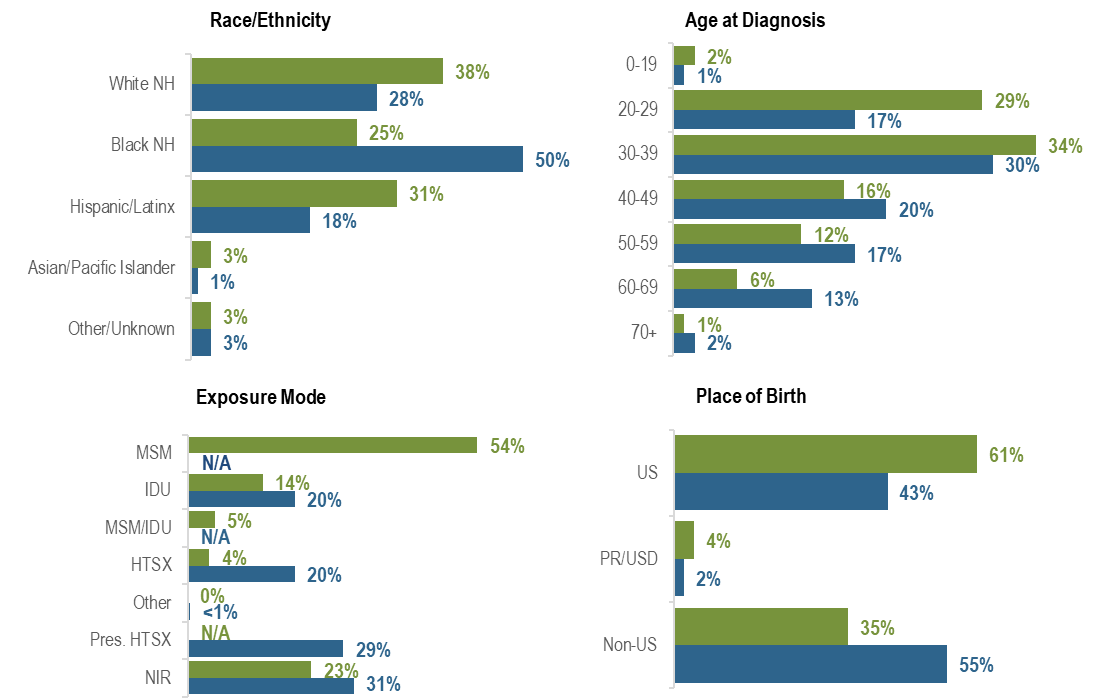 Race/Ethnicity
White NH
38%
28%
Black NH
25%
50%
Hispanic/Latinx
31%
18%
Asian/Pacific Islander
3%
1%
Other/Unknown
3%
3%
Age at Diagnosis
0-19
2%
1%
20-29
29%
17%
30-39
34%
30%
40-49
16%
20%
50-59
12%
17%
60-69
6%
13%
70+
1%
2%
Exposure Mode
MSM
54%
N/A
IDU
14%
20%
MSM/IDU
5%
N/A
HTSX
4%
20%
Other
0%
<1%
Pres. HTSX
N/A
29%
NIR
23%
31%
Place of Birth
US
61%
43%
PR/USD
4%
2%
Non-US
35%
55%